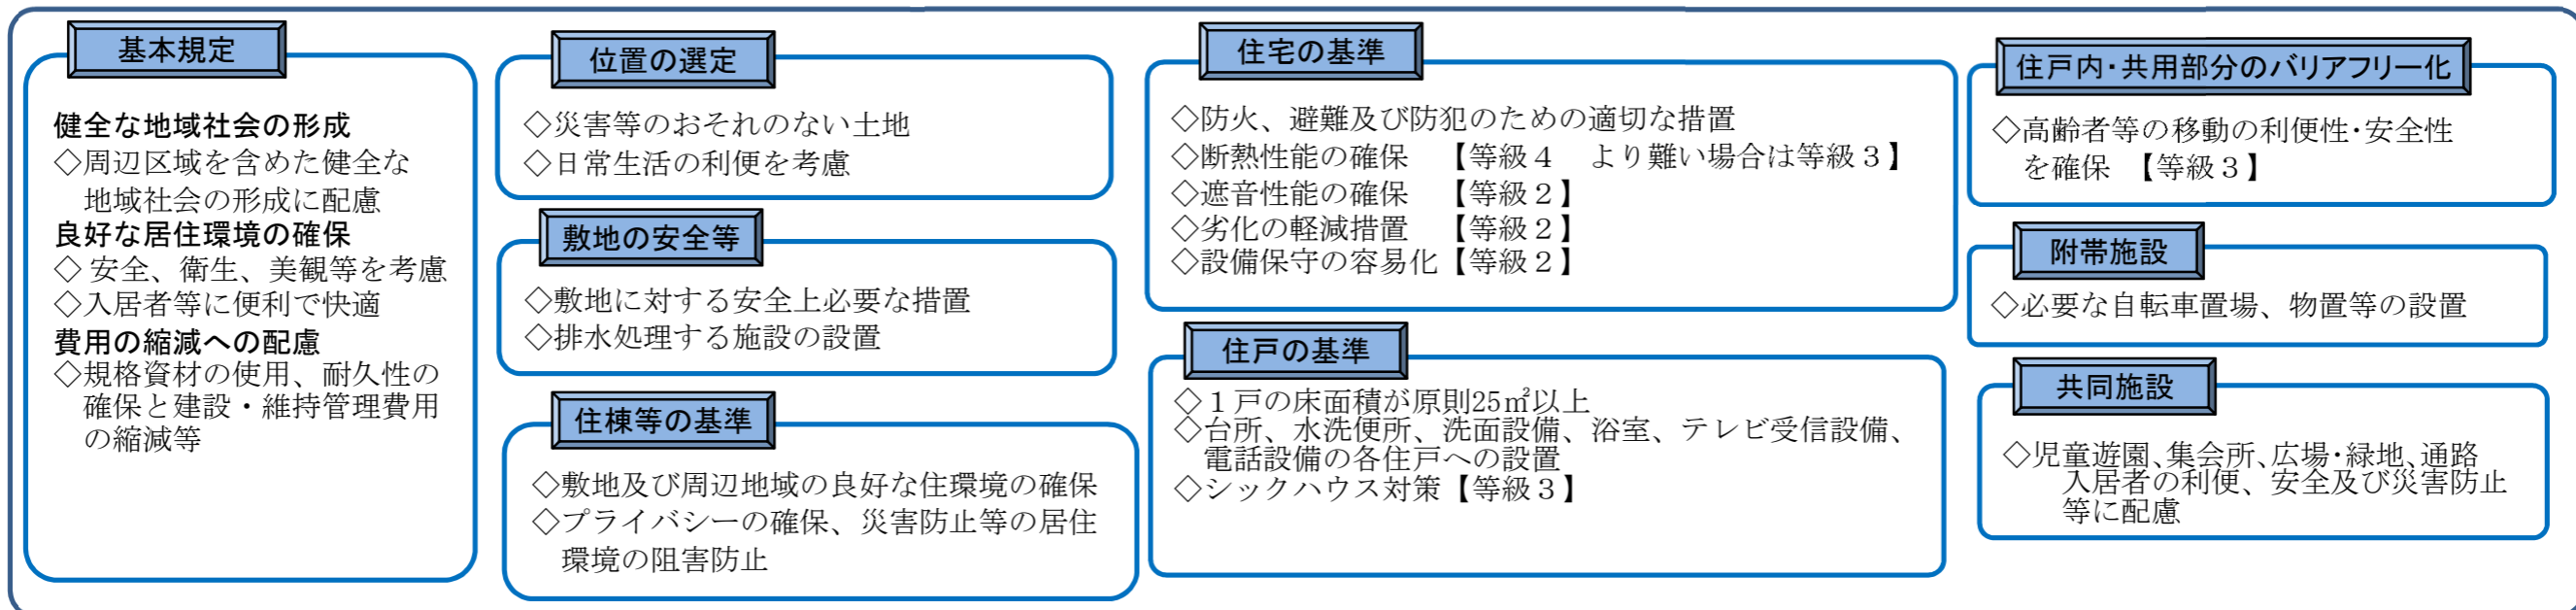 基本規定
健全な地域社会の形成
◇周辺区域を含めた健全な
地域社会の形成に配慮
良好な居住環境の確保
◇ 安全、衛生、美観等を考慮
◇入居者等に便利で快適
費用の縮減への配慮
◇規格資材の使用、耐久性の
確保と建設・維持管理費用
の縮減等
位置の選定
◇災害等のおそれのない土地
◇日常生活の利便を考慮
敷地の安全等
◇敷地に対する安全上必要な措置
◇排水処理する施設の設置
住棟等の基準
◇敷地及び周辺地域の良好な住環境の確保
◇プライバシーの確保、災害防止等の居住
環境の阻害防止
住宅の基準
◇防火、避難及び防犯のための適切な措置
◇断熱性能の確保　【等級４　より難い場合は等級３】
◇遮音性能の確保　【等級２】
◇劣化の軽減措置　【等級２】
◇設備保守の容易化【等級２】
住戸の基準
◇１戸の床面積が原則25㎡以上
◇台所、水洗便所、洗面設備、浴室、テレビ受信設備、
電話設備の各住戸への設置
◇シックハウス対策【等級３】
住戸内・共用部分のバリアフリー化
◇高齢者等の移動の利便性・安全性
を確保　【等級３】
附帯施設
◇必要な自転車置場、物置等の設置
共同施設
◇児童遊園、集会所、広場・緑地、通路
入居者の利便、安全及び災害防止
等に配慮